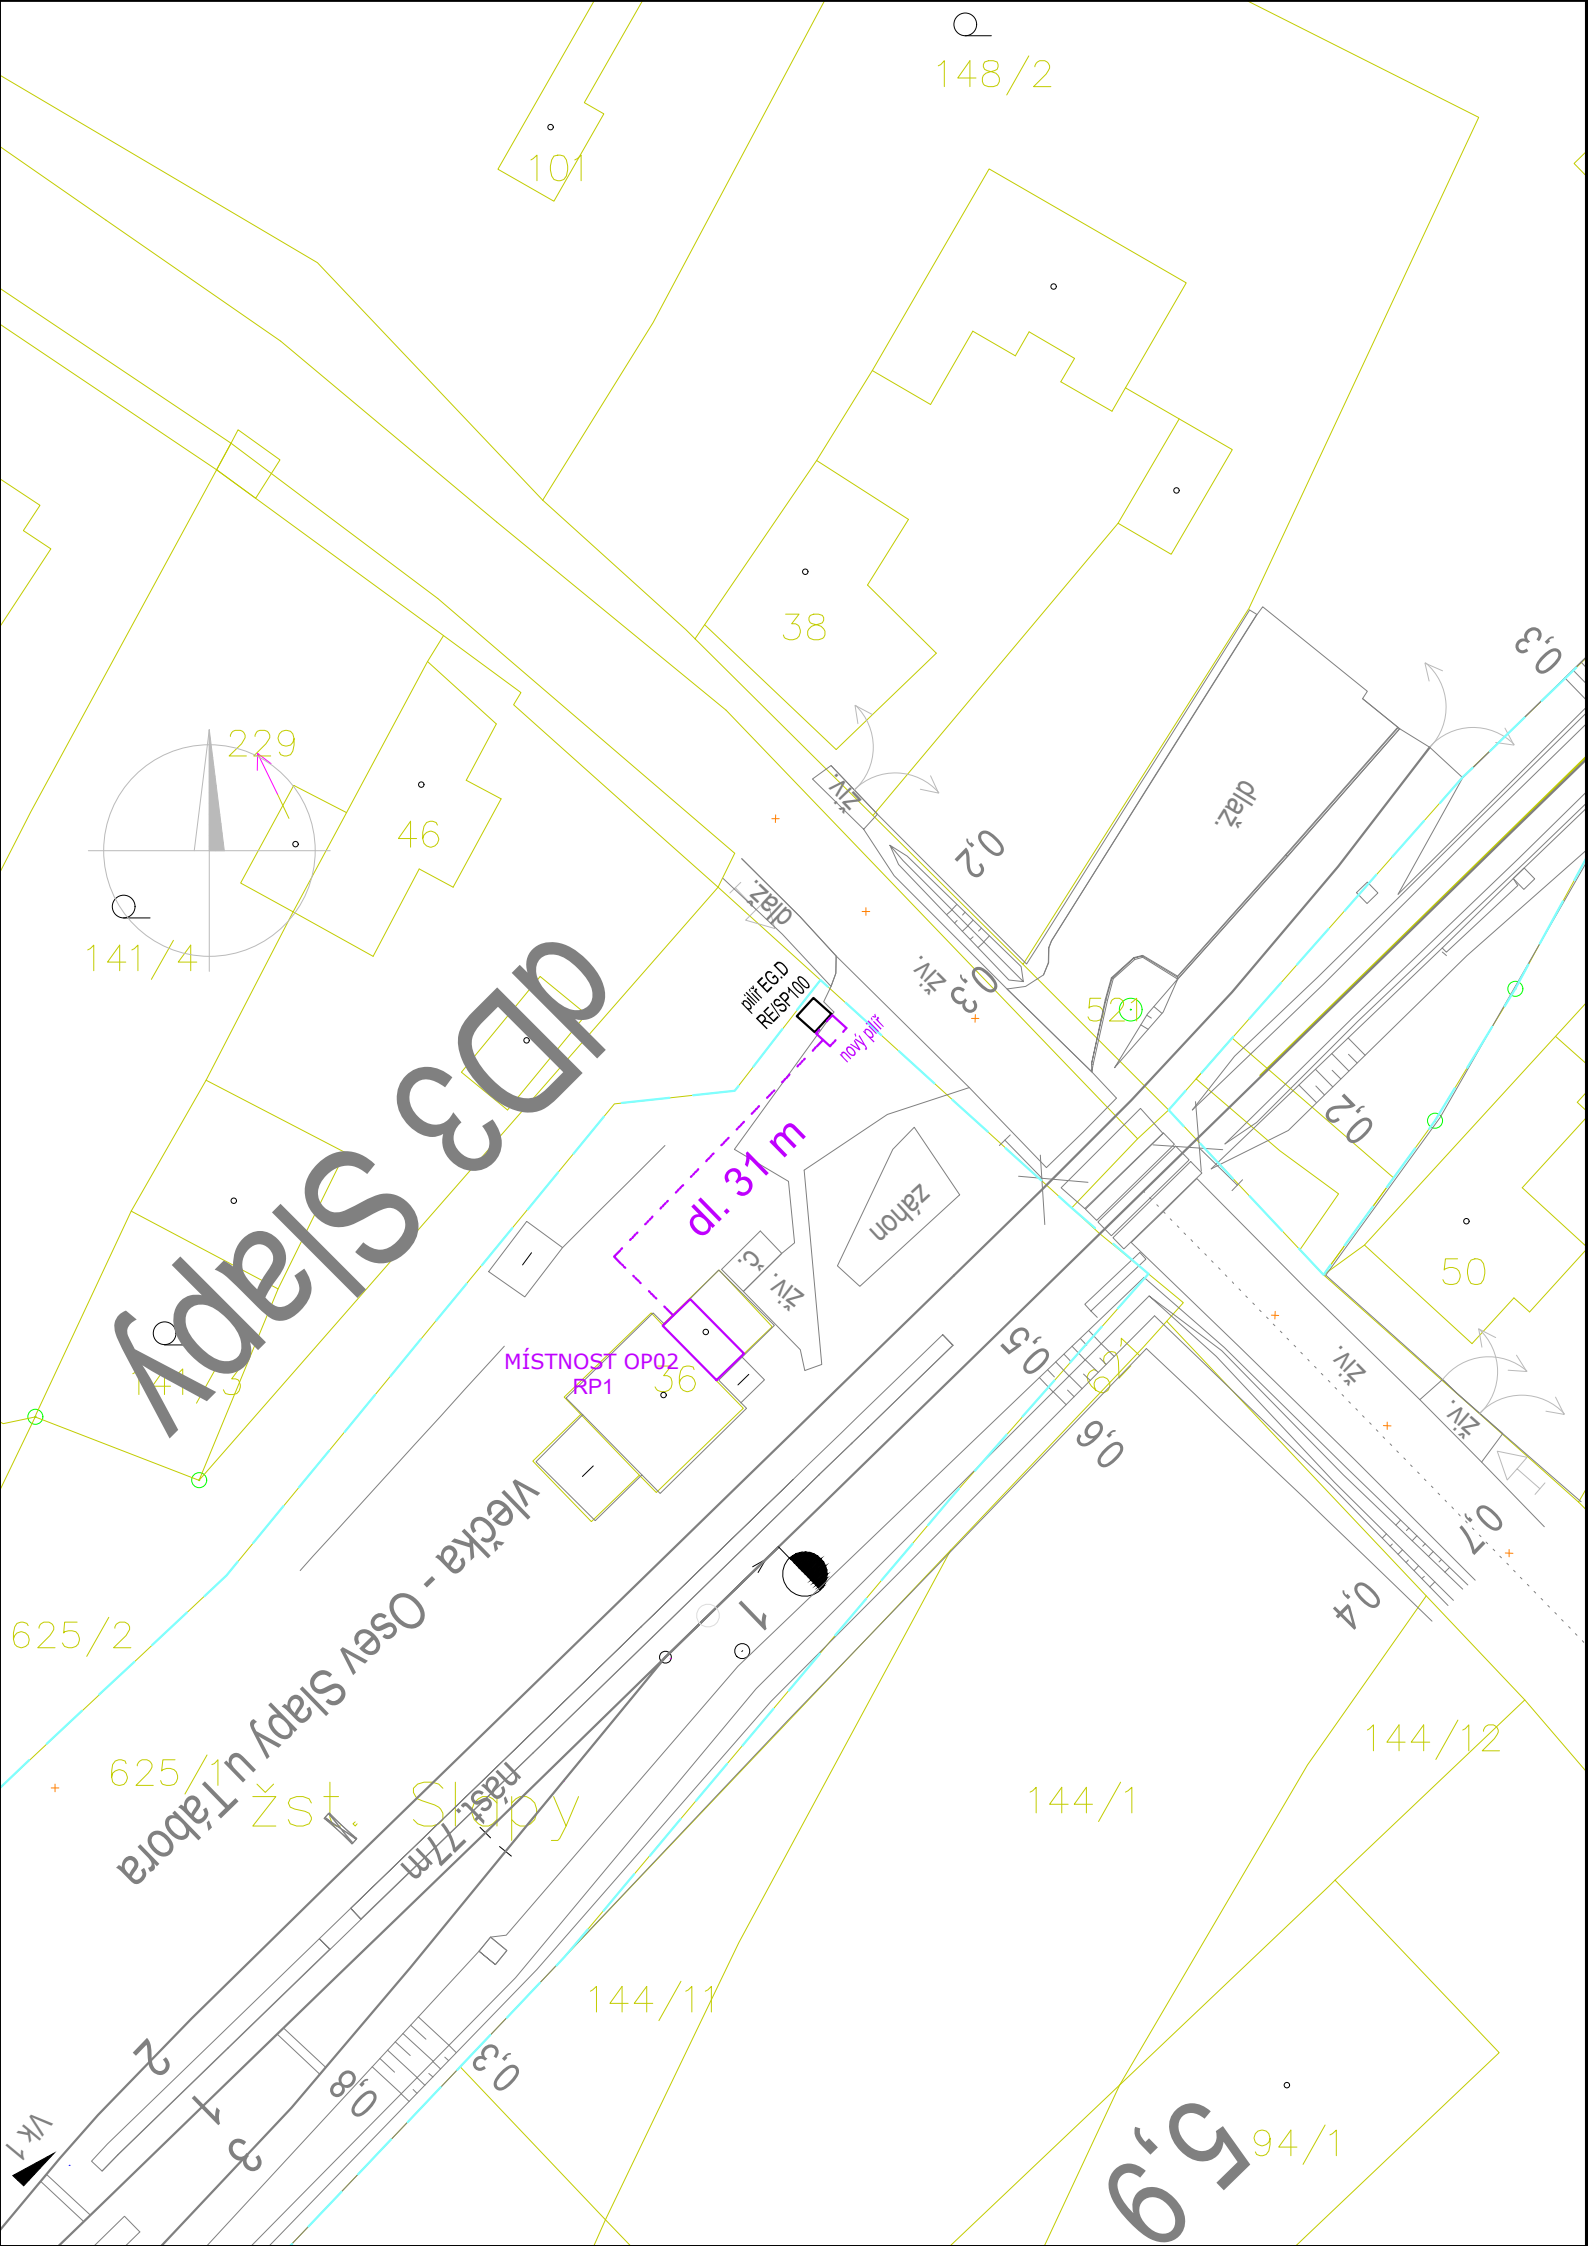 148/2
101
38
0,3
229
46
dlaž.
živ.
0,2
141/4
dlaž.
živ.
0,3
pilíř EG.D
RE/SP100
nový pilíř
521
dD3 Slapy
0,2
dl. 31 m
záhon
č.
živ.
50
MÍSTNOST OP02
RP1
36
0,5
62
živ.
141/3
živ.
0,6
0,7
vlečka - Osev Slapy u Tábora
1
0,4
625/2
625/1
žst. Slapy
144/12
144/1
nást. 77m
144/11
2
1
3
0,8
0,3
Vk 1
94/1
5,9